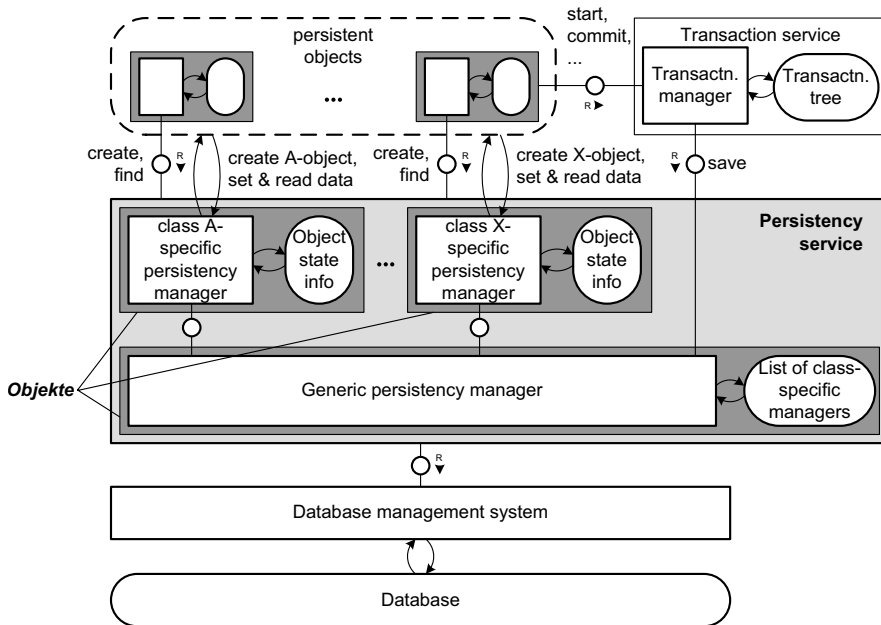 persistent
objects
...
start,
commit,
...
Transaction service
Transactn.
manager
Transactn.
tree
R
create,
find
R
create A-object,
set & read data
create,
find
R
create X-object,
set & read data
R
save
class A-
specific
persistency
manager
Object
state
info
...
class X-
specific
persistency
manager
Object
state
info
Persistency
service
Objekte
Generic persistency manager
List of class-
specific
managers
R
Database management system
Database